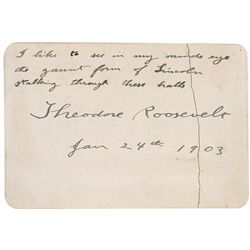 I like to see in my minds eye
the gaunt form of Lincoln
stalking through these halls
Theodore Roosevelt
Jan 24th 1903